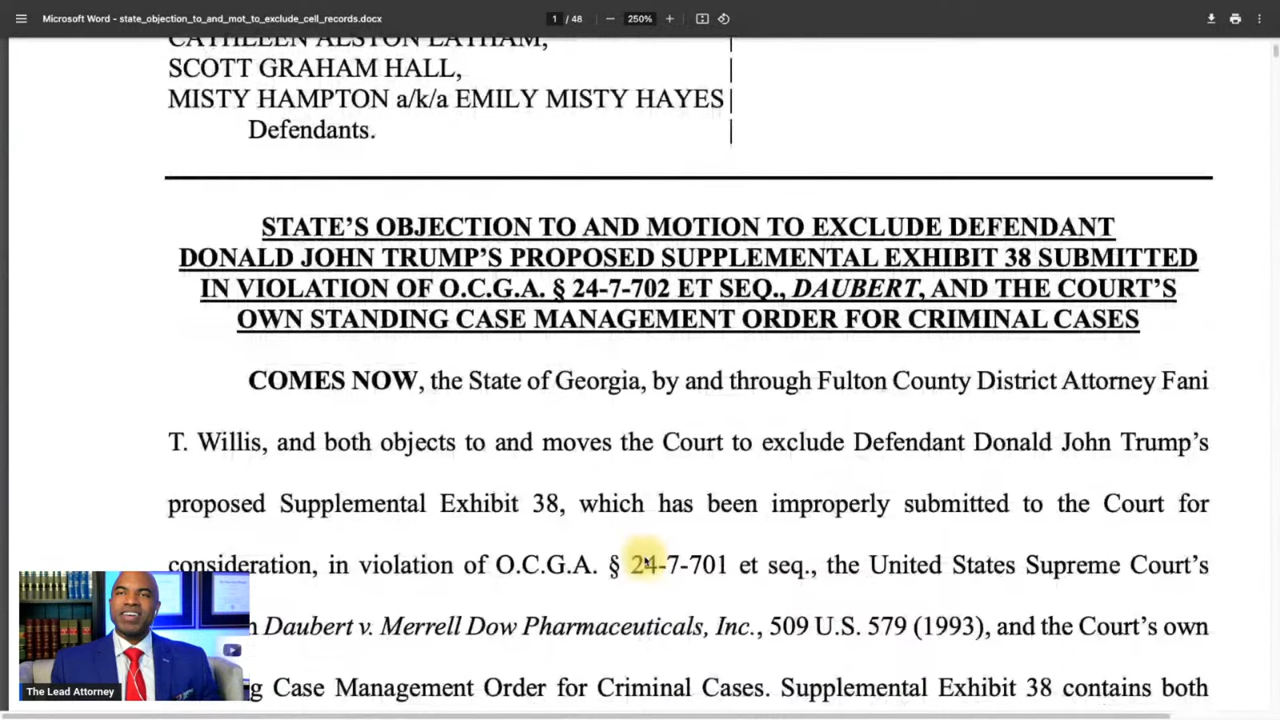 Microsoft Word - state_objection_to_and_mot_to_exclude_cell_records.docx
1 / 48
250%
CATHLEEN ALSTON LATHAM,
SCOTT GRAHAM HALL,
MISTY HAMPTON a/k/a EMILY MISTY HAYES
Defendants.
STATE’S OBJECTION TO AND MOTION TO EXCLUDE DEFENDANT
DONALD JOHN TRUMP’S PROPOSED SUPPLEMENTAL EXHIBIT 38 SUBMITTED
IN VIOLATION OF O.C.G.A. § 24-7-702 ET SEQ., DAUBERT, AND THE COURT’S
OWN STANDING CASE MANAGEMENT ORDER FOR CRIMINAL CASES
COMES NOW, the State of Georgia, by and through Fulton County District Attorney Fani
T. Willis, and both objects to and moves the Court to exclude Defendant Donald John Trump’s
proposed Supplemental Exhibit 38, which has been improperly submitted to the Court for
consideration, in violation of O.C.G.A. § 24-7-701 et seq., the United States Supreme Court’s
Daubert v. Merrell Dow Pharmaceuticals, Inc., 509 U.S. 579 (1993), and the Court’s own
Case Management Order for Criminal Cases. Supplemental Exhibit 38 contains both
The Lead Attorney